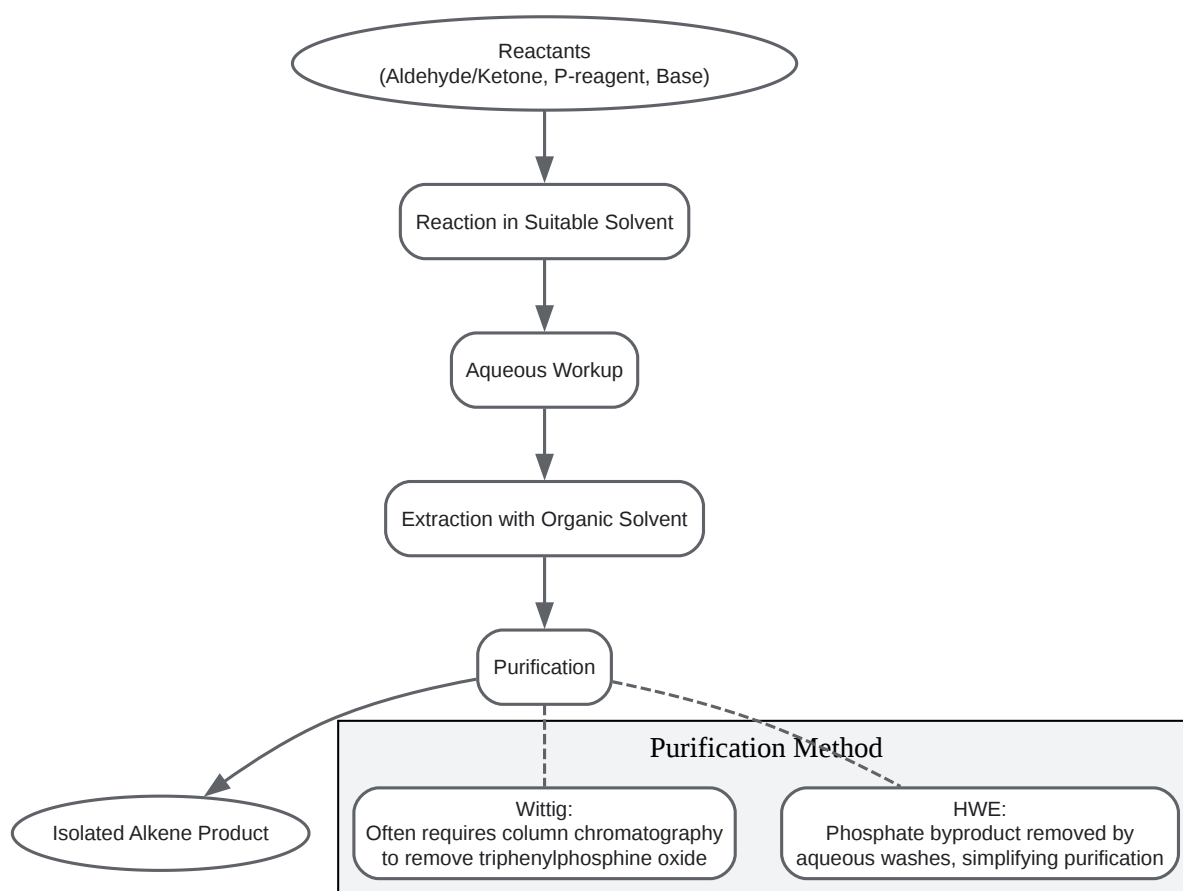 Reactants
(Aldehyde/Ketone, P-reagent, Base)
Reaction in Suitable Solvent
Aqueous Workup
Extraction with Organic Solvent
Purification
Purification Method
Isolated Alkene Product
Wittig:
Often requires column chromatography
to remove triphenylphosphine oxide
HWE:
Phosphate byproduct removed by
aqueous washes, simplifying purification